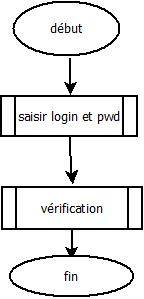 début
saisir login et pwd
vérification
fin